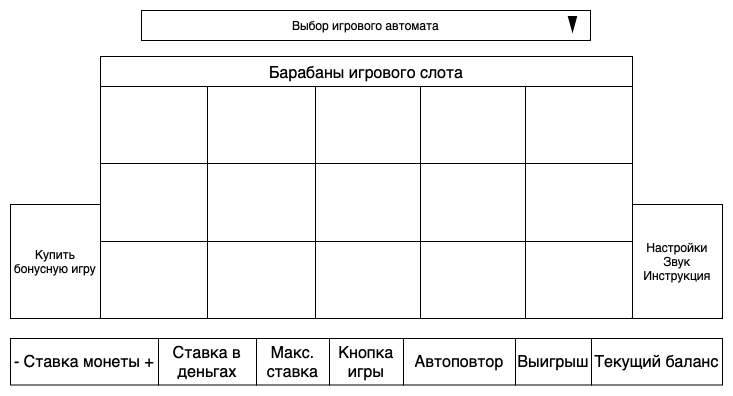 Выбор игрового автомата
Барабаны игрового слота
Купить
бонусную игру
Настройки
Звук
Инструкция
- Ставка монеты +
Ставка в
деньгах
Макс.
ставка
Кнопка
игры
Автоповтор
Выигрыш
Текущий баланс